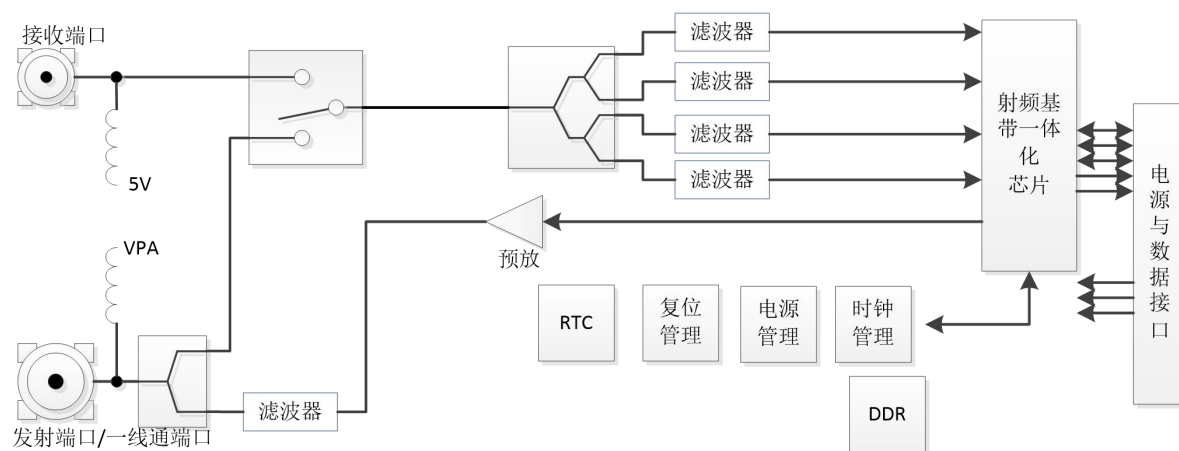 接收端口
5V
VPA
发射端口/一线通端口
滤波器
滤波器
滤波器
滤波器
滤波器
预放
射频基
带一体
化
芯片
RTC
复位
管理
电源
管理
时钟
管理
DDR
电
源
与
数
据
接
口